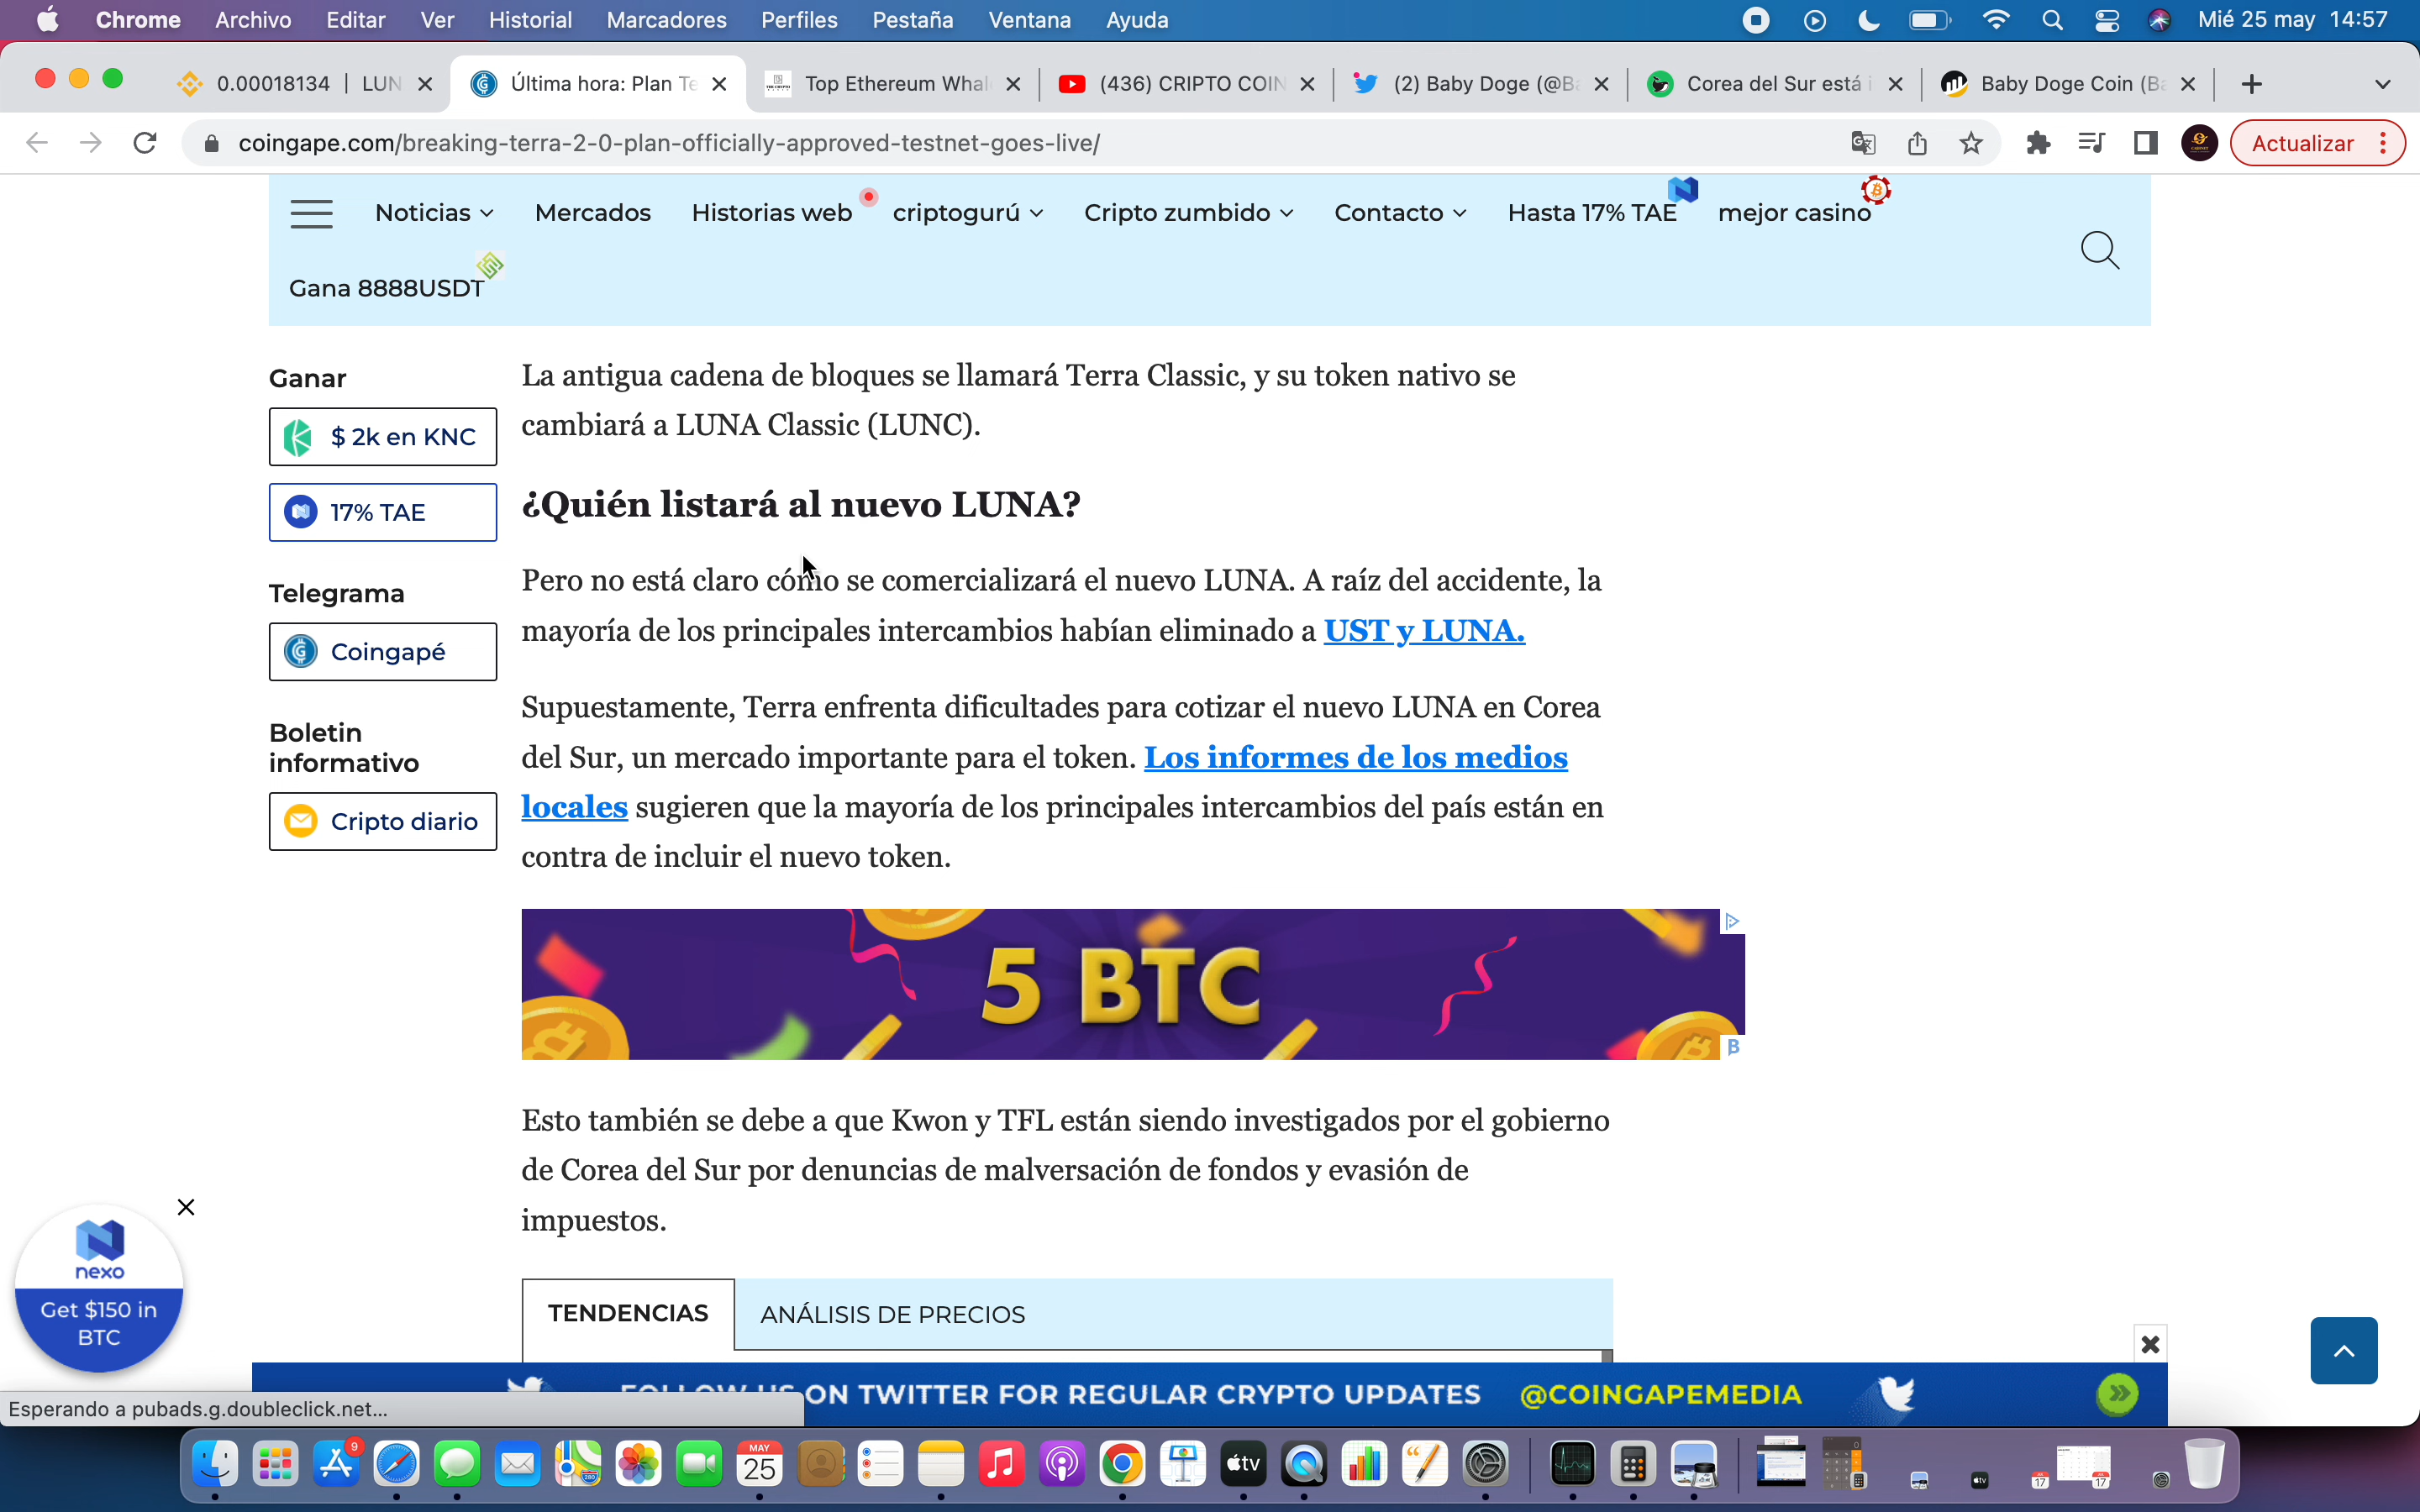 Chrome Archivo Editar Ver Historial Marcadores Perfiles Pestaña Ventana Ayuda Mié 25 may 14:57
0.00018134 | LUN Última hora: Plan Te Top Ethereum Whal (436) CRIPTO COIN (2) Baby Doge (@Ba Corea del Sur está i Baby Doge Coin (Ba
coingape.com/breaking-terra-2-0-plan-officially-approved-testnet-goes-live/ Actualizar
Noticias Mercados Historias web criptogurú Cripto zumbido Contacto Hasta 17% TAE mejor casino
Gana 8888USDT
Ganar
$ 2k en KNC
17% TAE
Telegrama
Coingapé
Boletin
informativo
Cripto diario
La antigua cadena de bloques se llamará Terra Classic, y su token nativo se
cambiará a LUNA Classic (LUNC).
¿Quién listará al nuevo LUNA?
Pero no está claro cómo se comercializará el nuevo LUNA. A raíz del accidente, la
mayoría de los principales intercambios habían eliminado a UST y LUNA.
Supuestamente, Terra enfrenta dificultades para cotizar el nuevo LUNA en Corea
del Sur, un mercado importante para el token. Los informes de los medios
locales sugieren que la mayoría de los principales intercambios del país están en
contra de incluir el nuevo token.
5 BTC
Esto también se debe a que Kwon y TFL están siendo investigados por el gobierno
de Corea del Sur por denuncias de malversación de fondos y evasión de
impuestos.
nexo
Get $150 in
BTC
TENDENCIAS ANÁLISIS DE PRECIOS
FOLLOW US ON TWITTER FOR REGULAR CRYPTO UPDATES @COINGAPEMEDIA
Esperando a pubads.g.doubleclick.net...
9 MAY 25 tv 17 17